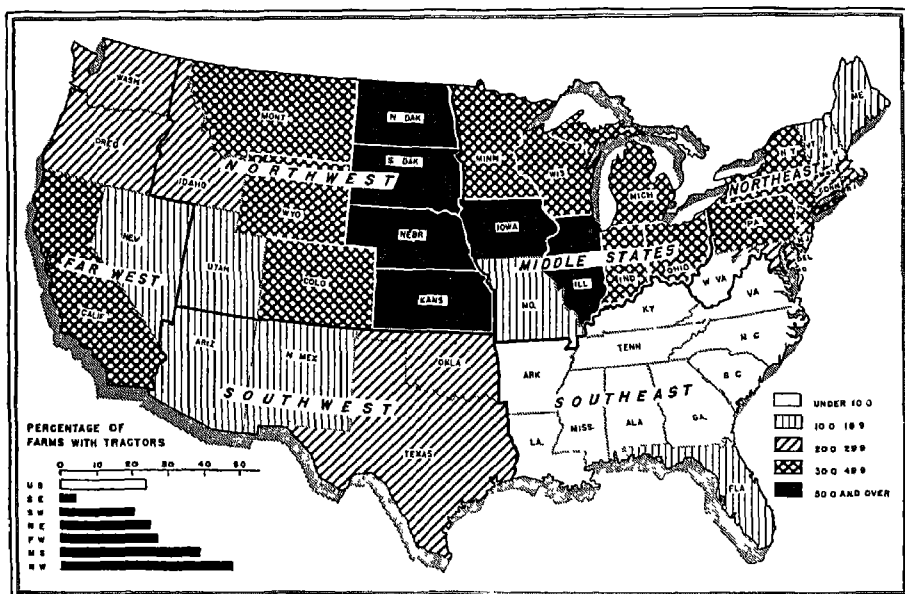 WASH.
OREG
IDAHO
MONT
WYO
N DAK
S DAK
NEBR
KANS
MINN
IOWA
WIS
ILL
MICH
IND
OHIO
MO.
NORTHWEST
MIDDLE STATES
NORTHEAST
ME
N Y
VT
PA
CONN
DEL
W VA
VA
KY
N C
TENN
S C
ARK
MISS.
ALA
GA.
LA.
FLA
SOUTHEAST
NEV
UTAH
COLO
CALIF
FAR WEST
ARIZ
N MEX
OKLA
TEXAS
SOUTHWEST
PERCENTAGE OF
FARMS WITH TRACTORS
0 10 20 30 40 50
U S
S E
S W
N E
F W
M S
N W
UNDER 10.0
10.0 - 19.9
20.0 - 29.9
30.0 - 49.9
50.0 AND OVER